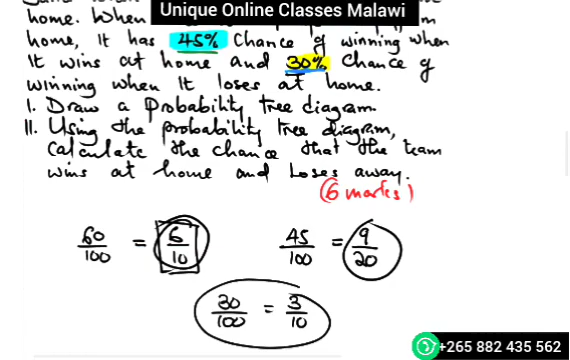 Unique Online Classes Malawi
home. When
home, It has 45% Chance of winning when
It wins at home and 30% Chance of
winning when It loses at home.
I. Draw a Probability Tree diagram.
II. Using the probability Tree diagram,
Calculate the chance that the team
wins at home and Loses away.
(6 marks)
60/100 = 6/10 45/100 = 9/20
30/100 = 3/10
+265 882 435 562